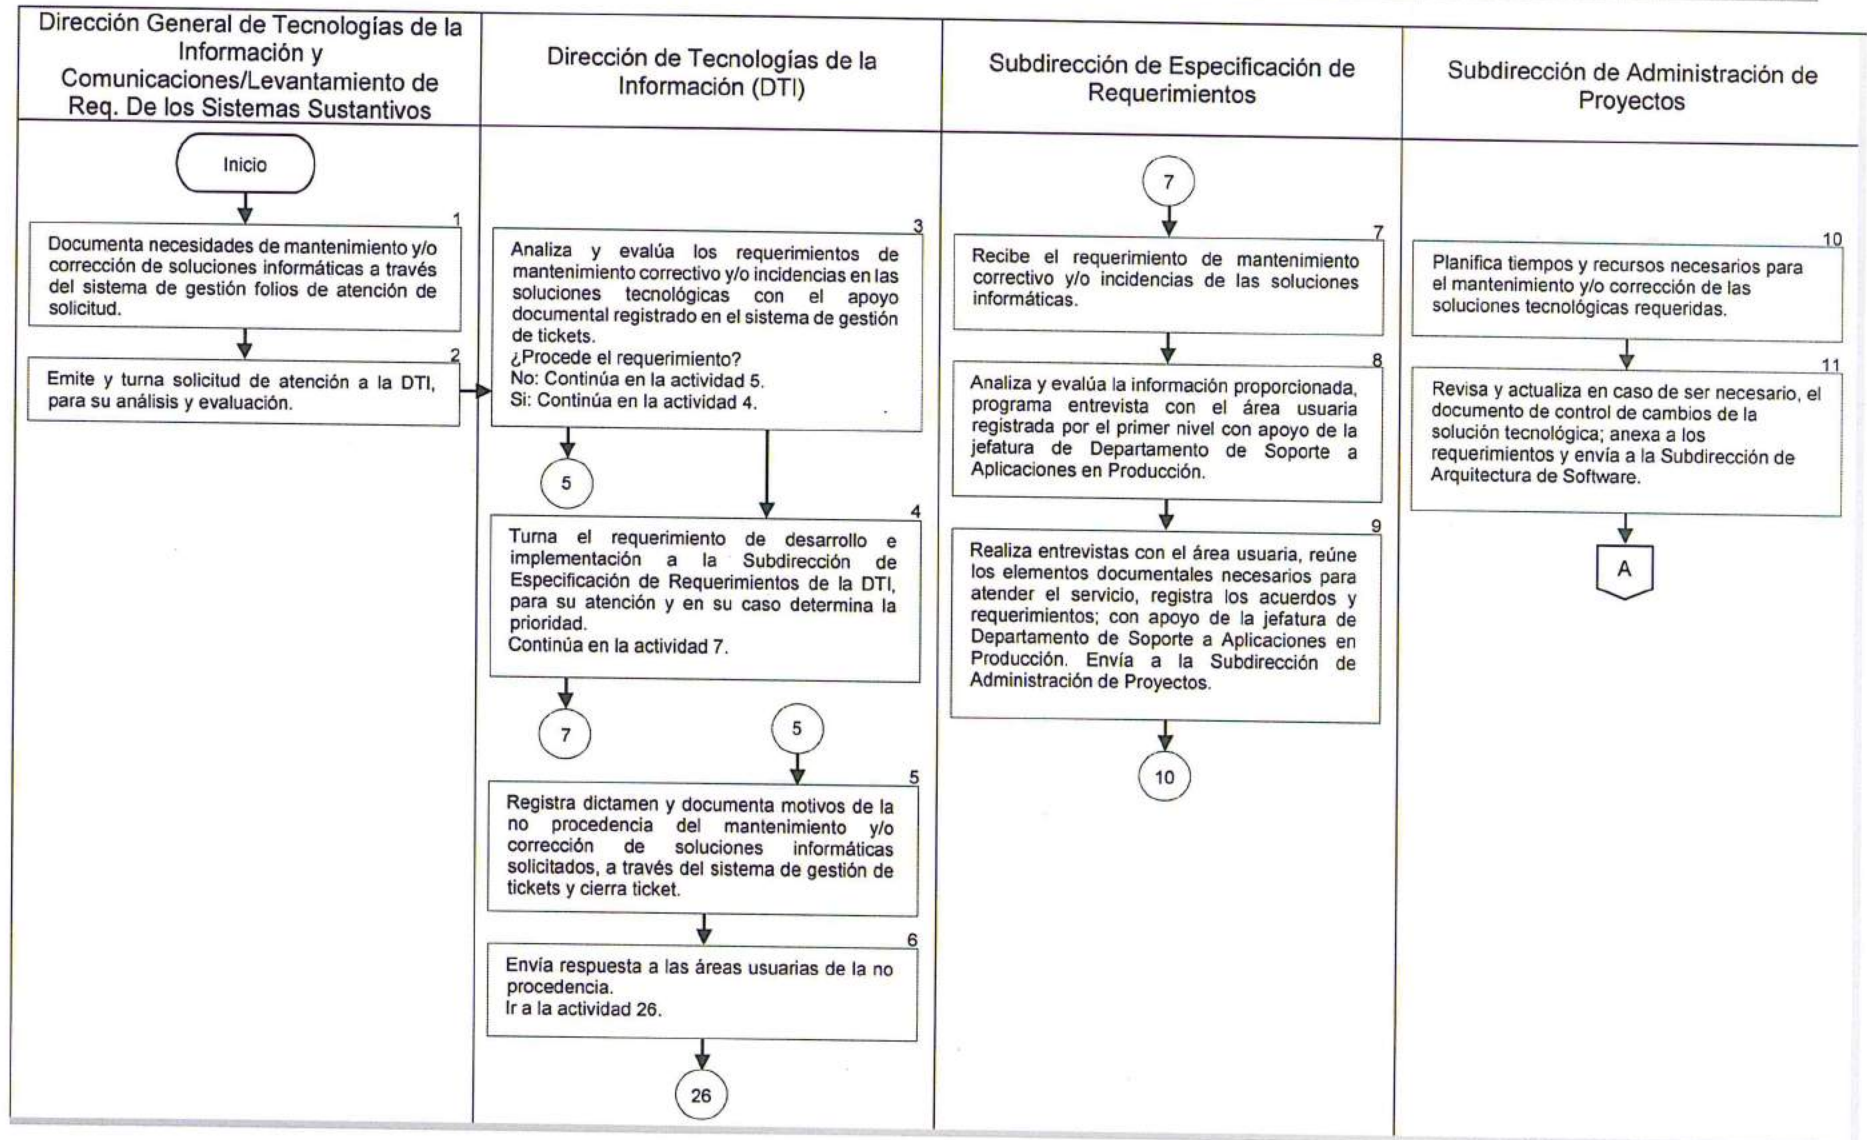 Dirección General de Tecnologías de la
Información y
Comunicaciones/Levantamiento de
Req. De los Sistemas Sustantivos
Inicio
1
Documenta necesidades de mantenimiento y/o
corrección de soluciones informáticas a través
del sistema de gestión folios de atención de
solicitud.
2
Emite y turna solicitud de atención a la DTI,
para su análisis y evaluación.
Dirección de Tecnologías de la
Información (DTI)
3
Analiza y evalúa los requerimientos de
mantenimiento correctivo y/o incidencias en las
soluciones tecnológicas con el apoyo
documental registrado en el sistema de gestión
de tickets.
¿Procede el requerimiento?
No: Continúa en la actividad 5.
Si: Continúa en la actividad 4.
5
4
Turna el requerimiento de desarrollo e
implementación a la Subdirección de
Especificación de Requerimientos de la DTI,
para su atención y en su caso determina la
prioridad.
Continúa en la actividad 7.
7
5
5
Registra dictamen y documenta motivos de la
no procedencia del mantenimiento y/o
corrección de soluciones informáticas
solicitados, a través del sistema de gestión de
tickets y cierra ticket.
6
Envía respuesta a las áreas usuarias de la no
procedencia.
Ir a la actividad 26.
26
Subdirección de Especificación de
Requerimientos
7
7
Recibe el requerimiento de mantenimiento
correctivo y/o incidencias de las soluciones
informáticas.
8
Analiza y evalúa la información proporcionada,
programa entrevista con el área usuaria
registrada por el primer nivel con apoyo de la
jefatura de Departamento de Soporte a
Aplicaciones en Producción.
9
Realiza entrevistas con el área usuaria, reúne
los elementos documentales necesarios para
atender el servicio, registra los acuerdos y
requerimientos; con apoyo de la jefatura de
Departamento de Soporte a Aplicaciones en
Producción. Envía a la Subdirección de
Administración de Proyectos.
10
Subdirección de Administración de
Proyectos
10
Planifica tiempos y recursos necesarios para
el mantenimiento y/o corrección de las
soluciones tecnológicas requeridas.
11
Revisa y actualiza en caso de ser necesario, el
documento de control de cambios de la
solución tecnológica; anexa a los
requerimientos y envía a la Subdirección de
Arquitectura de Software.
A